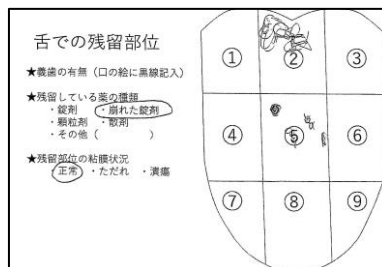 舌での残留部位
★義歯の有無（口の絵に黒線記入）
★残留している薬の種類
・錠剤　・崩れた錠剤
・顆粒剤　・散剤
・その他（　　　　　）
★残留部位の粘膜状況
・正常　・ただれ　・潰瘍
① ② ③
④ ⑤ ⑥
⑦ ⑧ ⑨